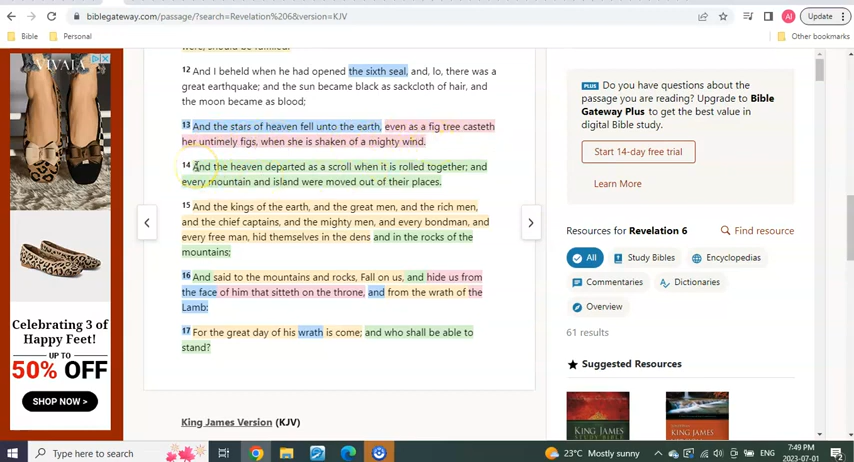 biblegateway.com/passage/?search=Revelation%206&version=KJV
AI
Update
Bible
Personal
Other bookmarks
were, should be fulfilled.
12 And I beheld when he had opened the sixth seal, and, lo, there was a
great earthquake; and the sun became black as sackcloth of hair, and
the moon became as blood;
13 And the stars of heaven fell unto the earth, even as a fig tree casteth
her untimely figs, when she is shaken of a mighty wind.
14 And the heaven departed as a scroll when it is rolled together; and
every mountain and island were moved out of their places.
15 And the kings of the earth, and the great men, and the rich men,
and the chief captains, and the mighty men, and every bondman, and
every free man, hid themselves in the dens and in the rocks of the
mountains;
16 And said to the mountains and rocks, Fall on us, and hide us from
the face of him that sitteth on the throne, and from the wrath of the
Lamb:
17 For the great day of his wrath is come; and who shall be able to
stand?
King James Version (KJV)
VIVAIA
Celebrating 3 of
Happy Feet!
UP TO
50% OFF
SHOP NOW >
PLUS Do you have questions about the
passage you are reading? Upgrade to Bible
Gateway Plus to get the best value in
digital Bible study.
Start 14-day free trial
Learn More
Resources for Revelation 6
Find resource
All
Study Bibles
Encyclopedias
Commentaries
Dictionaries
Overview
61 results
Suggested Resources
KING JAMES
KING JAMES
Type here to search
23°C Mostly sunny
ENG
7:49 PM
2023-07-01
2